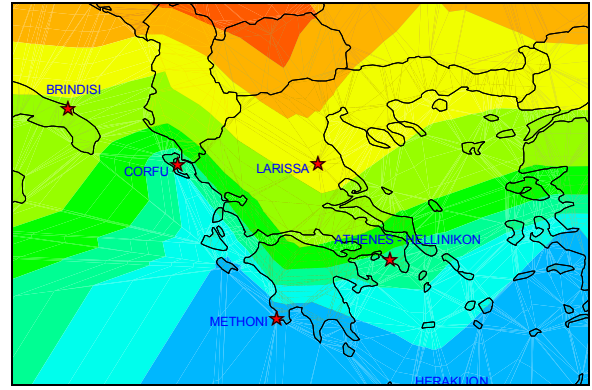 BRINDISI
CORFU
LARISSA
ATHENES - HELLINIKON
METHONI
HERAKLION